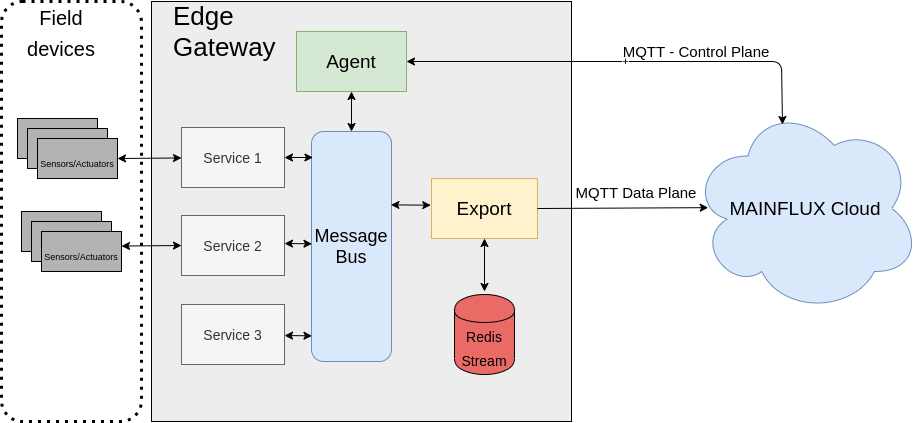 Field
devices
Edge
Gateway
Agent
MQTT - Control Plane
Sensors/Actuators
Service 1
Sensors/Actuators
Service 2
Service 3
Message
Bus
Export
MQTT Data Plane
MAINFLUX Cloud
Redis
Stream